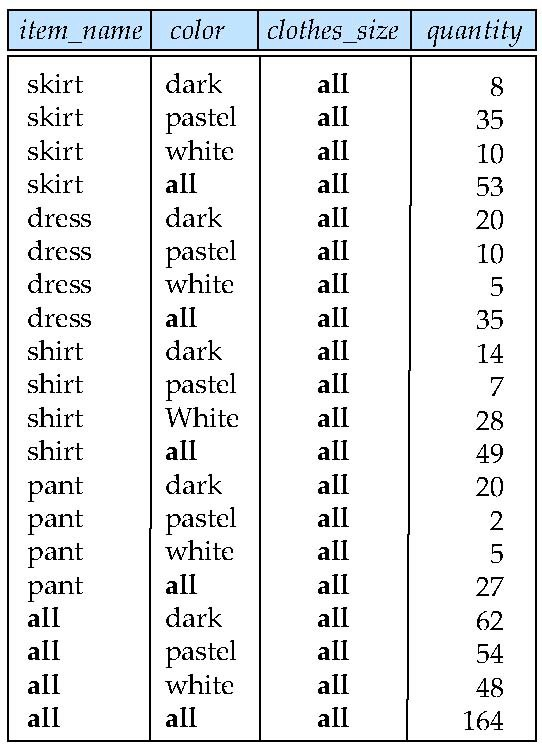 item_name color clothes_size quantity
skirt dark all 8
skirt pastel all 35
skirt white all 10
skirt all all 53
dress dark all 20
dress pastel all 10
dress white all 5
dress all all 35
shirt dark all 14
shirt pastel all 7
shirt White all 28
shirt all all 49
pant dark all 20
pant pastel all 2
pant white all 5
pant all all 27
all dark all 62
all pastel all 54
all white all 48
all all all 164